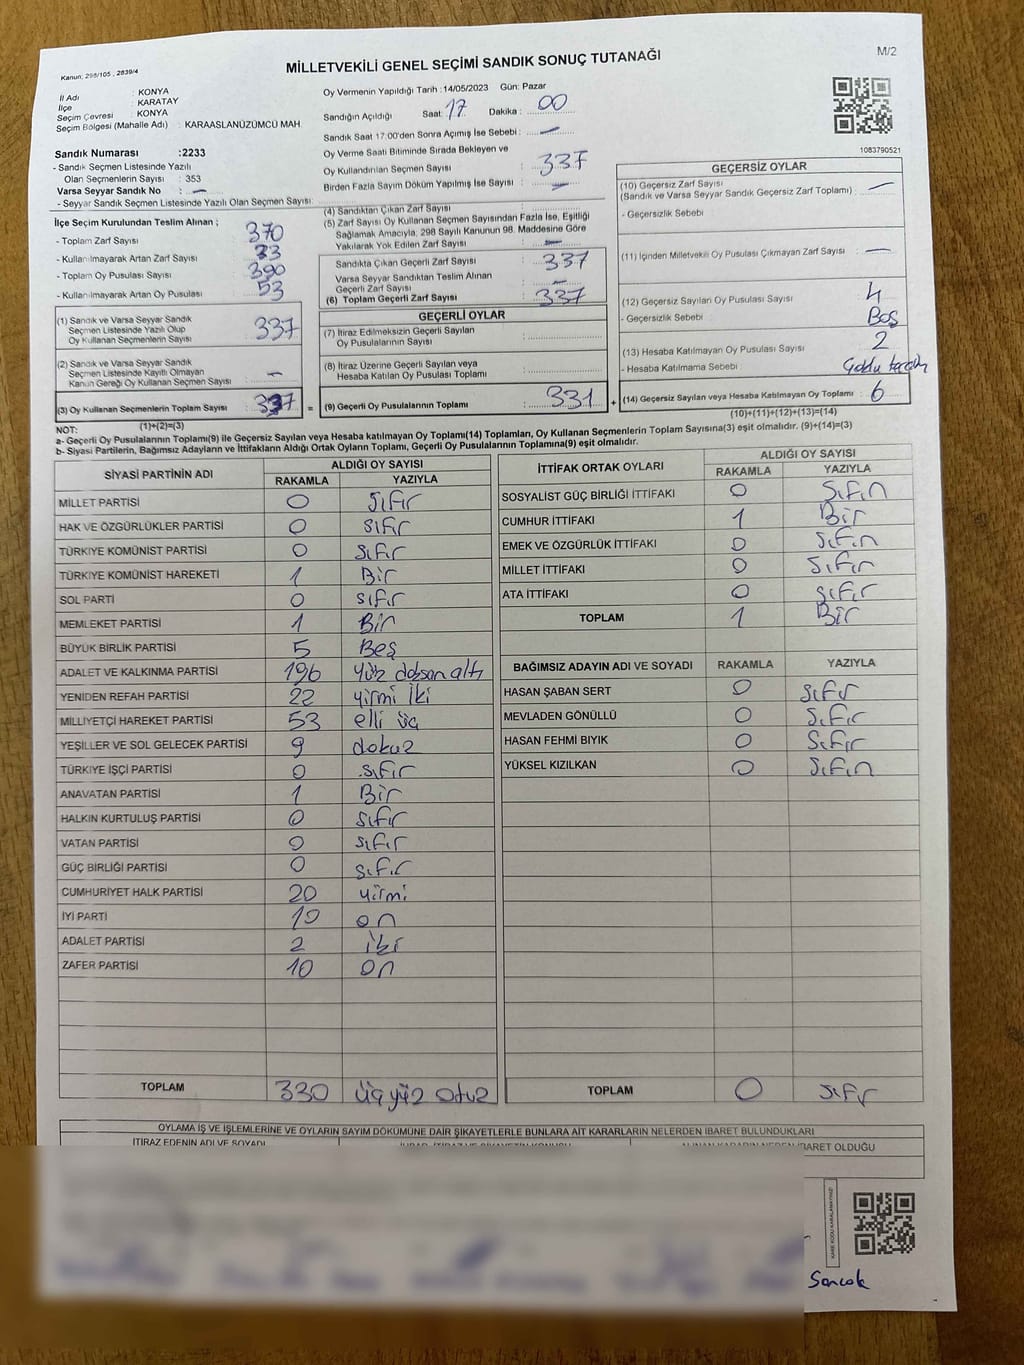 Kanun; 298/105 , 2839/4
M/2
MİLLETVEKİLİ GENEL SEÇİMİ SANDIK SONUÇ TUTANAĞI
İl Adı : KONYA
İlçe : KARATAY
Seçim Çevresi : KONYA
Seçim Bölgesi (Mahalle Adı) : KARAASLANÜZÜMCÜ MAH.
Sandık Numarası :2233
- Sandık Seçmen Listesinde Yazılı
Olan Seçmenlerin Sayısı : 353
Varsa Seyyar Sandık No : —
- Seyyar Sandık Seçmen Listesinde Yazılı Olan Seçmen Sayısı:
İlçe Seçim Kurulundan Teslim Alınan ;
- Toplam Zarf Sayısı : 370
- Kullanılmayarak Artan Zarf Sayısı : 33
- Toplam Oy Pusulası Sayısı : 390
- Kullanılmayarak Artan Oy Pusulası : 53
(1) Sandık ve Varsa Seyyar Sandık
Seçmen Listesinde Yazılı Olup
Oy Kullanan Seçmenlerin Sayısı : 337
(2) Sandık ve Varsa Seyyar Sandık
Seçmen Listesinde Kayıtlı Olmayan
Kanun Gereği Oy Kullanan Seçmen Sayısı : —
(3) Oy Kullanan Seçmenlerin Toplam Sayısı : 337
(1)+(2)=(3)
Oy Vermenin Yapıldığı Tarih : 14/05/2023 Gün: Pazar
Sandığın Açıldığı Saat: 17 Dakika : 00
Sandık Saat 17.00'den Sonra Açımış İse Sebebi : —
Oy Verme Saati Bitiminde Sırada Bekleyen ve
Oy Kullandırılan Seçmen Sayısı : 337
Birden Fazla Sayım Döküm Yapılmış İse Sayısı : —
(4) Sandıktan Çıkan Zarf Sayısı :
(5) Zarf Sayısı Oy Kullanan Seçmen Sayısından Fazla İse, Eşitliği
Sağlamak Amacıyla, 298 Sayılı Kanunun 98. Maddesine Göre
Yakılarak Yok Edilen Zarf Sayısı : —
Sandıkta Çıkan Geçerli Zarf Sayısı : 337
Varsa Seyyar Sandıktan Teslim Alınan
Geçerli Zarf Sayısı : —
(6) Toplam Geçerli Zarf Sayısı : 337
GEÇERLİ OYLAR
(7) İtiraz Edilmeksizin Geçerli Sayılan
Oy Pusulalarının Sayısı :
(8) İtiraz Üzerine Geçerli Sayılan veya
Hesaba Katılan Oy Pusulası Toplamı :
= (9) Geçerli Oy Pusulalarının Toplamı : 331 +
1083790521
GEÇERSİZ OYLAR
(10) Geçersiz Zarf Sayısı
(Sandık ve Varsa Seyyar Sandık Geçersiz Zarf Toplamı) : —
- Geçersizlik Sebebi
(11) İçinden Milletvekili Oy Pusulası Çıkmayan Zarf Sayısı : —
(12) Geçersiz Sayılan Oy Pusulası Sayısı : 4
- Geçersizlik Sebebi : Boş
(13) Hesaba Katılmayan Oy Pusulası Sayısı : 2
- Hesaba Katılmama Sebebi
(14) Geçersiz Sayılan veya Hesaba Katılmayan Oy Toplamı : 6
(10)+(11)+(12)+(13)=(14)
NOT:
a- Geçerli Oy Pusulalarının Toplamı(9) ile Geçersiz Sayılan veya Hesaba katılmayan Oy Toplamı(14) Toplamları, Oy Kullanan Seçmenlerin Toplam Sayısına(3) eşit olmalıdır. (9)+(14)=(3)
b- Siyasi Partilerin, Bağımsız Adayların ve İttifakların Aldığı Ortak Oyların Toplamı, Geçerli Oy Pusulalarının Toplamına(9) eşit olmalıdır.
SİYASİ PARTİNİN ADI ALDIĞI OY SAYISI
RAKAMLA YAZIYLA
MİLLET PARTİSİ 0 sıfır
HAK VE ÖZGÜRLÜKLER PARTİSİ 0 sıfır
TÜRKİYE KOMÜNİST PARTİSİ 0 sıfır
TÜRKİYE KOMÜNİST HAREKETİ 1 Bir
SOL PARTİ 0 sıfır
MEMLEKET PARTİSİ 1 Bir
BÜYÜK BİRLİK PARTİSİ 5 Beş
ADALET VE KALKINMA PARTİSİ 196 yüz doksan altı
YENİDEN REFAH PARTİSİ 22 yirmi iki
MİLLİYETÇİ HAREKET PARTİSİ 53 elli üç
YEŞİLLER VE SOL GELECEK PARTİSİ 9 dokuz
TÜRKİYE İŞÇİ PARTİSİ 0 sıfır
ANAVATAN PARTİSİ 1 Bir
HALKIN KURTULUŞ PARTİSİ 0 sıfır
VATAN PARTİSİ 0 sıfır
GÜÇ BİRLİĞİ PARTİSİ 0 sıfır
CUMHURİYET HALK PARTİSİ 20 yirmi
İYİ PARTİ 10 on
ADALET PARTİSİ 2 iki
ZAFER PARTİSİ 10 on
TOPLAM 330 üçyüz otuz
İTTİFAK ORTAK OYLARI ALDIĞI OY SAYISI
RAKAMLA YAZIYLA
SOSYALİST GÜÇ BİRLİĞİ İTTİFAKI 0 sıfır
CUMHUR İTTİFAKI 1 Bir
EMEK VE ÖZGÜRLÜK İTTİFAKI 0 sıfır
MİLLET İTTİFAKI 0 sıfır
ATA İTTİFAKI 0 sıfır
TOPLAM 1 Bir
BAĞIMSIZ ADAYIN ADI VE SOYADI RAKAMLA YAZIYLA
HASAN ŞABAN SERT 0 sıfır
MEVLADEN GÖNÜLLÜ 0 sıfır
HASAN FEHMİ BIYIK 0 sıfır
YÜKSEL KIZILKAN 0 sıfır
TOPLAM 0 sıfır
OYLAMA İŞ VE İŞLEMLERİNE VE OYLARIN SAYIM DÖKÜMÜNE DAİR ŞİKAYETLERLE BUNLARA AİT KARARLARIN NELERDEN İBARET BULUNDUKLARI
İTİRAZ EDENİN ADI VE SOYADI
İBARET OLDUĞU